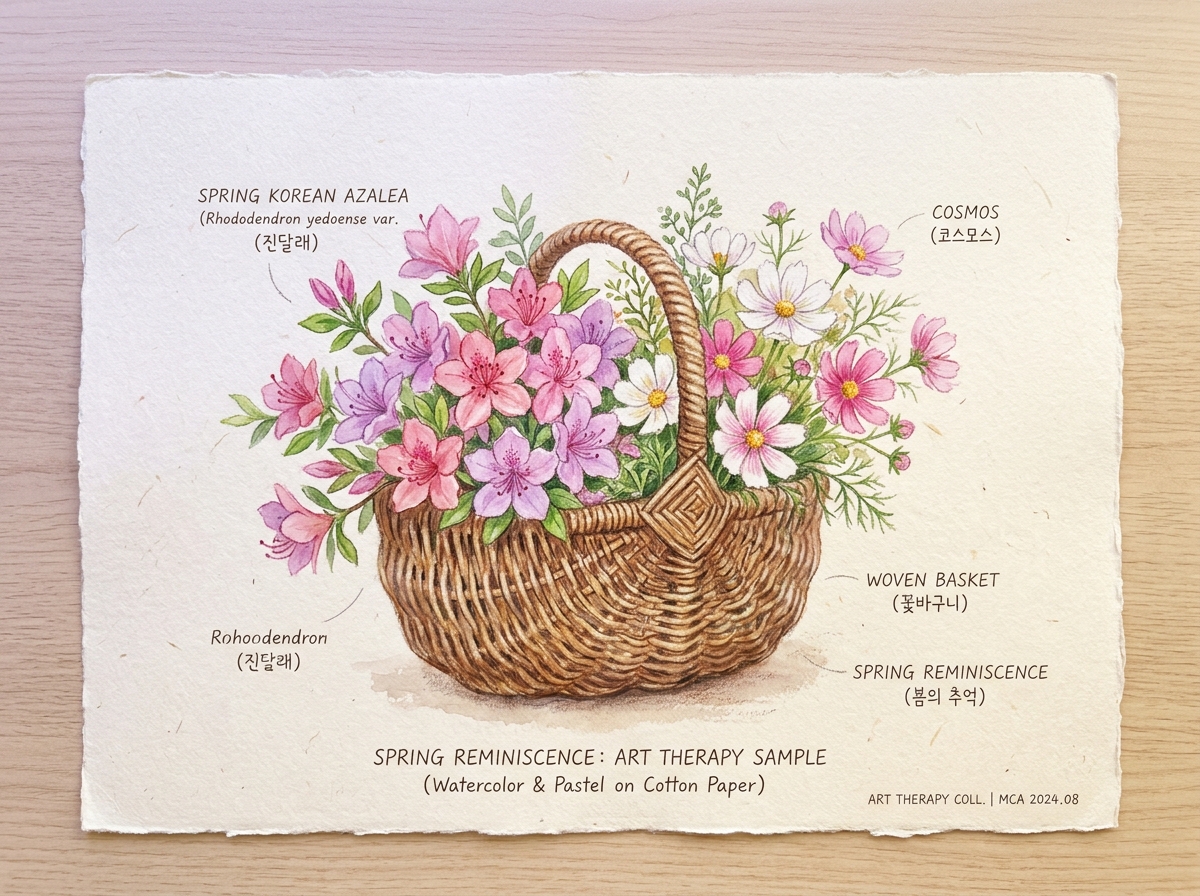 SPRING KOREAN AZALEA
(Rhododendron yedoense var.
(진달래)
COSMOS
(코스모스)
WOVEN BASKET
(꽃바구니)
Rohoodendron
(진달래)
SPRING REMINISCENCE
(봄의 추억)
SPRING REMINISCENCE: ART THERAPY SAMPLE
(Watercolor & Pastel on Cotton Paper)
ART THERAPY COLL. | MCA 2024.08